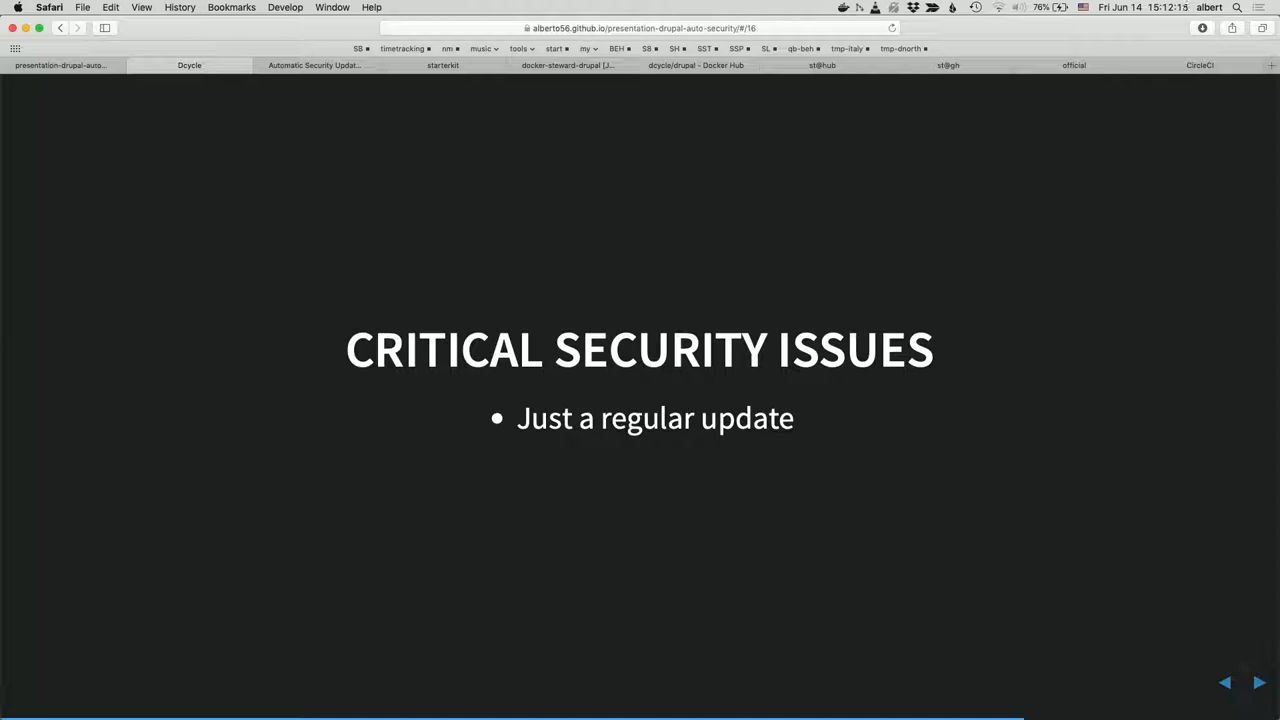 Safari File Edit View History Bookmarks Develop Window Help 76% Fri Jun 14 15:12:15 albert
alberto56.github.io/presentation-drupal-auto-security/#/16
SB timetracking nm music tools start my BEH SB SH SST SSP SL qb-beh tmp-italy tmp-dnorth
presentation-drupal-auto... Dcycle Automatic Security Updat... starterkit docker-steward-drupal [J... dcycle/drupal - Docker Hub st@hub st@gh official CircleCI
CRITICAL SECURITY ISSUES
• Just a regular update